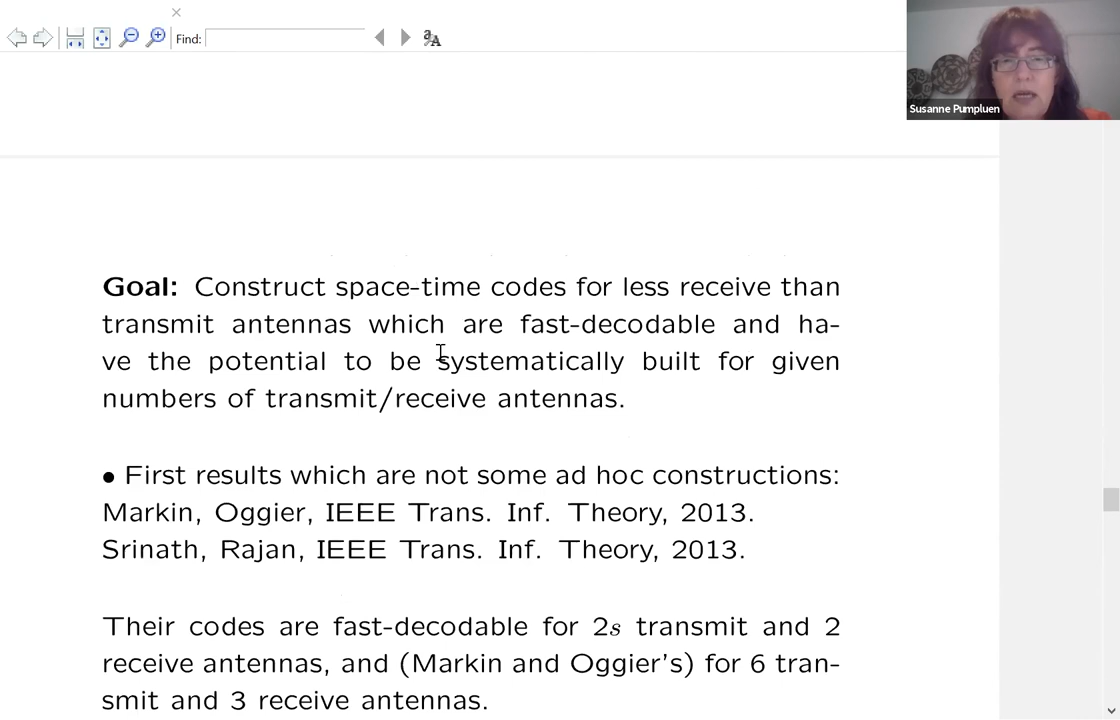 Find:
Susanne Pumpluen
Goal: Construct space-time codes for less receive than
transmit antennas which are fast-decodable and ha-
ve the potential to be systematically built for given
numbers of transmit/receive antennas.
• First results which are not some ad hoc constructions:
Markin, Oggier, IEEE Trans. Inf. Theory, 2013.
Srinath, Rajan, IEEE Trans. Inf. Theory, 2013.
Their codes are fast-decodable for 2s transmit and 2
receive antennas, and (Markin and Oggier's) for 6 tran-
smit and 3 receive antennas.